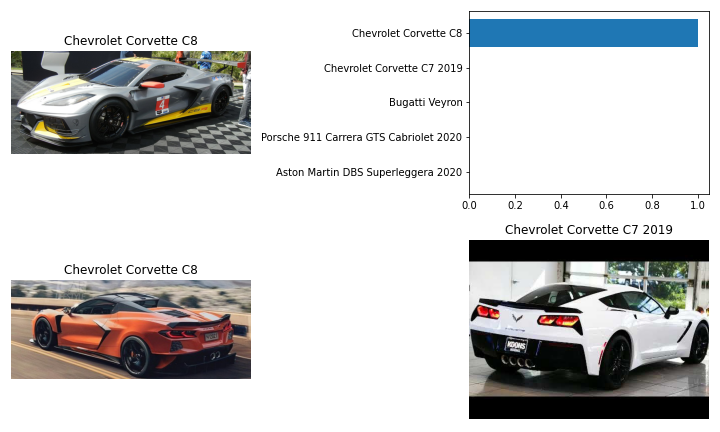 Chevrolet Corvette C8
4
Chevrolet Corvette C8
Chevrolet Corvette C7 2019
Bugatti Veyron
Porsche 911 Carrera GTS Cabriolet 2020
Aston Martin DBS Superleggera 2020
0.0 0.2 0.4 0.6 0.8 1.0
Chevrolet Corvette C8
Chevrolet Corvette C7 2019
KOONS